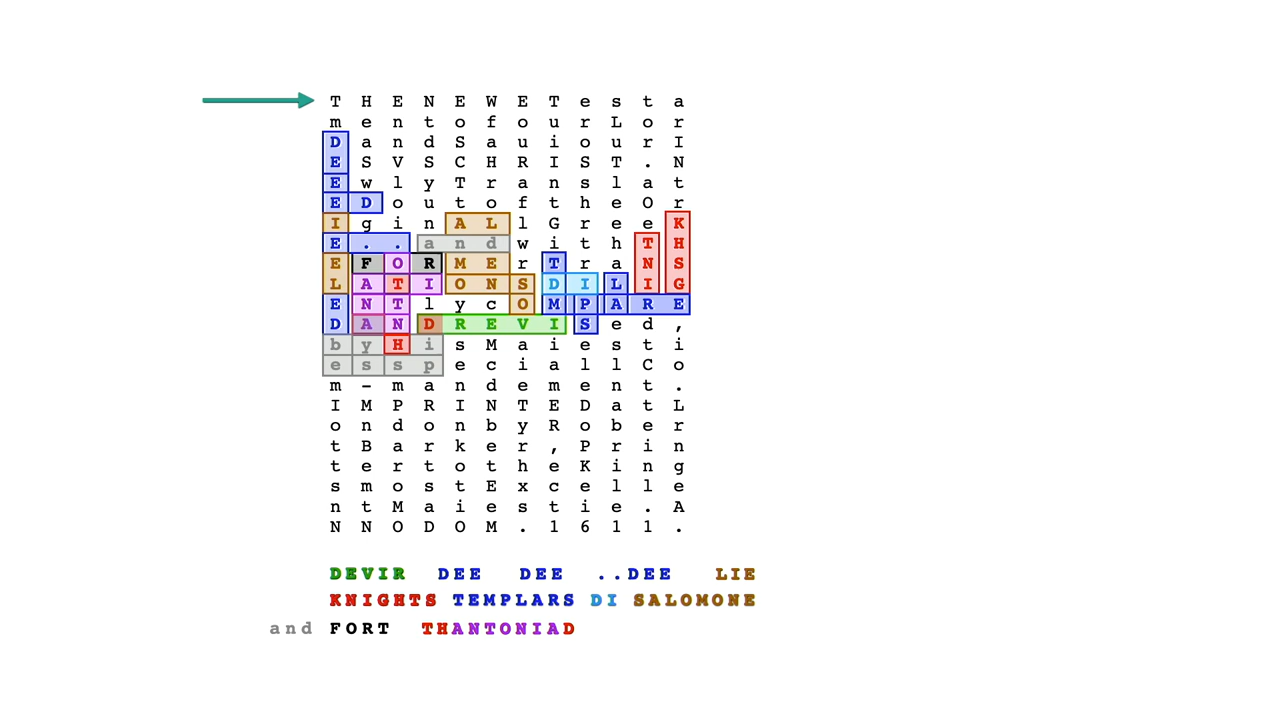 T H E N E W E T e s t a
m e n t o f o u r L o r
D a n d S a u i o u r I
E S V S C H R I S T . N
E w l y T r a n s l a t
E D o u t o f t h e O r
I g i n A L l G r e e K
E . . a n d w i t h T H
E F O R M E r T r a N S
L A T I O N S D I L I G
E N T l y c O M P A R E
D A N D R E V I S e d ,
b y H i s M a i e s t i
e s s p e c i a l l C o
m - m a n d e m e n t .
I M P R I N T E D a t L
o n d o n b y R o b e r
t B a r k e r , P r i n
t e r t o t h e K i n g
s m o s t E x c e l l e
n t M a i e s t i e . A
N N O D O M . 1 6 1 1 .
DEVIR DEE DEE ..DEE LIE
KNIGHTS TEMPLARS DI SALOMONE
and FORT THANTONIAD